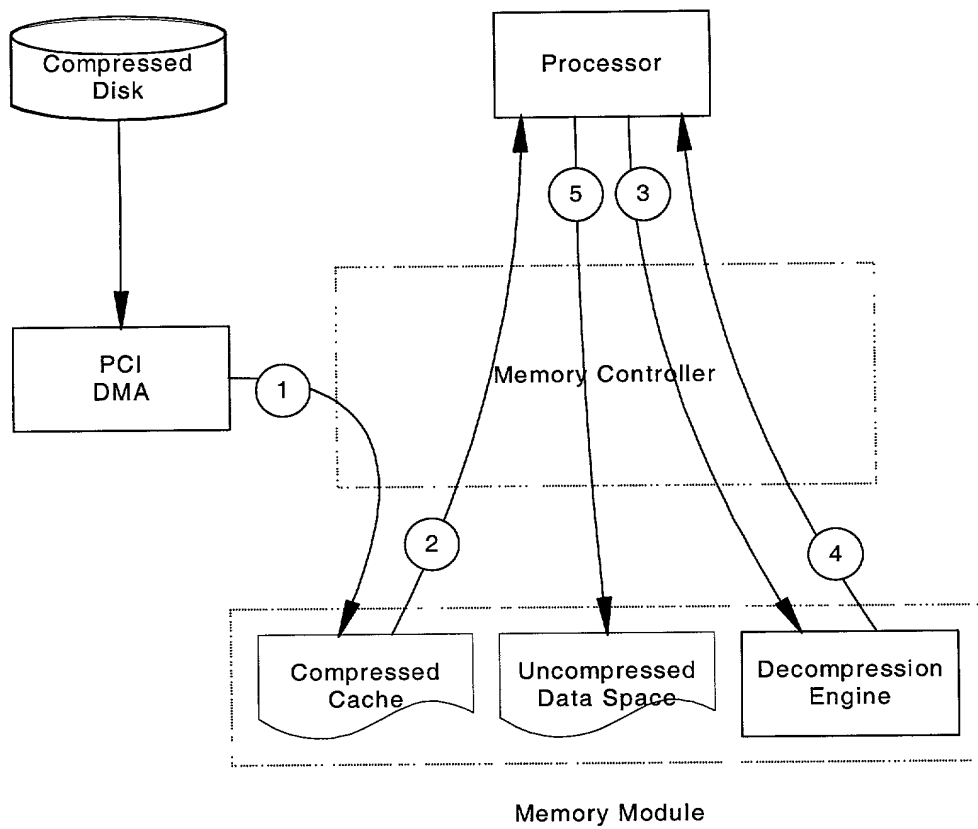 Compressed
Disk
Processor
5
3
PCI
DMA
1
Memory Controller
2
4
Compressed
Cache
Uncompressed
Data Space
Decompression
Engine
Memory Module